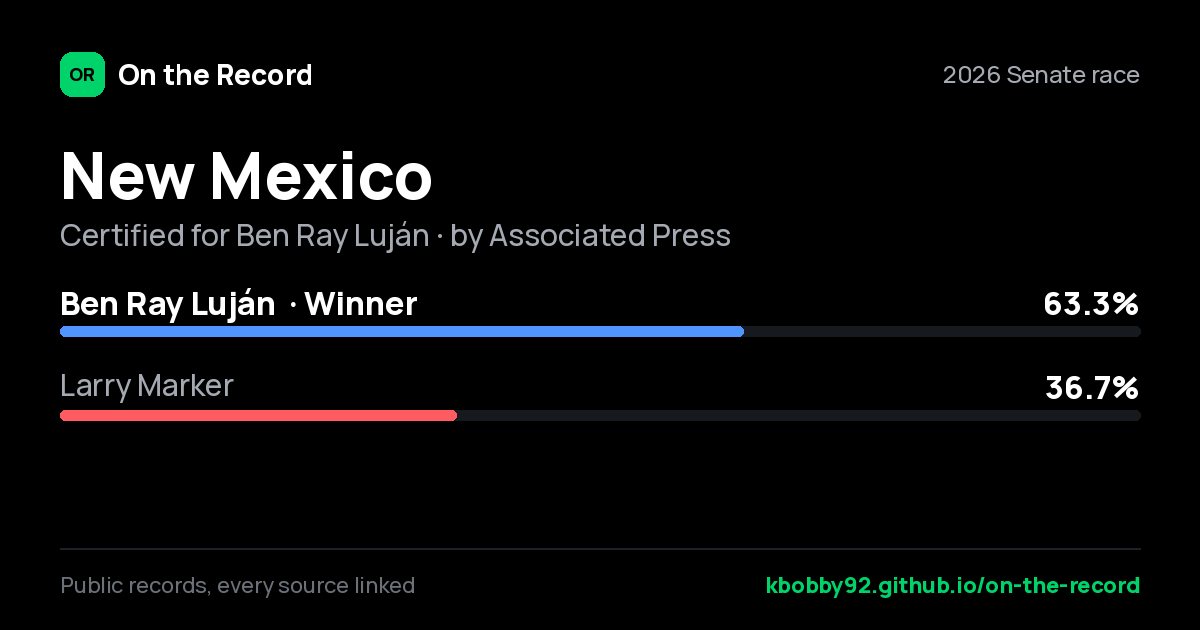 OR On the Record
2026 Senate race
New Mexico
Certified for Ben Ray Luján · by Associated Press
Ben Ray Luján · Winner
63.3%
Larry Marker
36.7%
Public records, every source linked
kbobby92.github.io/on-the-record